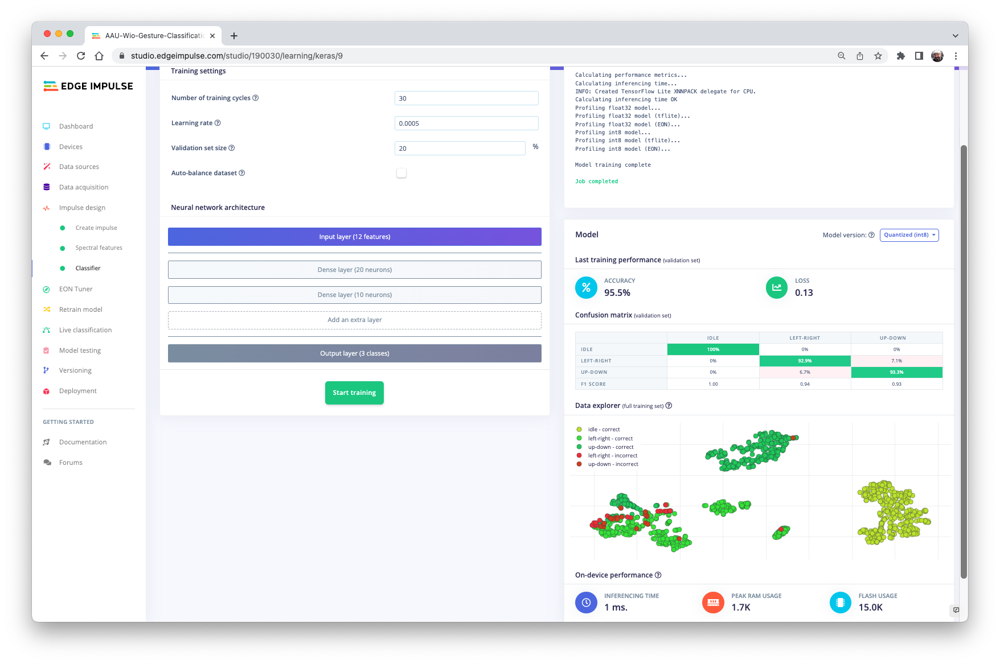 AAU-Wio-Gesture-Classificatio
studio.edgeimpulse.com/studio/190030/learning/keras/9
EDGE IMPULSE
Dashboard
Devices
Data sources
Data acquisition
Impulse design
Create impulse
Spectral features
Classifier
EON Tuner
Retrain model
Live classification
Model testing
Versioning
Deployment
GETTING STARTED
Documentation
Forums
Training settings
Number of training cycles
30
Learning rate
0.0005
Validation set size
20
%
Auto-balance dataset
Neural network architecture
Input layer (12 features)
Dense layer (20 neurons)
Dense layer (10 neurons)
Add an extra layer
Output layer (3 classes)
Start training
Calculating performance metrics...
Calculating inferencing time...
INFO: Created TensorFlow Lite XNNPACK delegate for CPU.
Calculating inferencing time OK
Profiling float32 model...
Profiling float32 model (tflite)...
Profiling float32 model (EON)...
Profiling int8 model...
Profiling int8 model (tflite)...
Profiling int8 model (EON)...
Model training complete
Job completed
Model
Model version:
Quantized (int8)
Last training performance (validation set)
ACCURACY
95.5%
LOSS
0.13
Confusion matrix (validation set)
IDLE LEFT-RIGHT UP-DOWN
IDLE 100% 0% 0%
LEFT-RIGHT 0% 92.9% 7.1%
UP-DOWN 0% 6.7% 93.3%
F1 SCORE 1.00 0.94 0.93
Data explorer (full training set)
idle - correct
left-right - correct
up-down - correct
left-right - incorrect
up-down - incorrect
On-device performance
INFERENCING TIME
1 ms.
PEAK RAM USAGE
1.7K
FLASH USAGE
15.0K